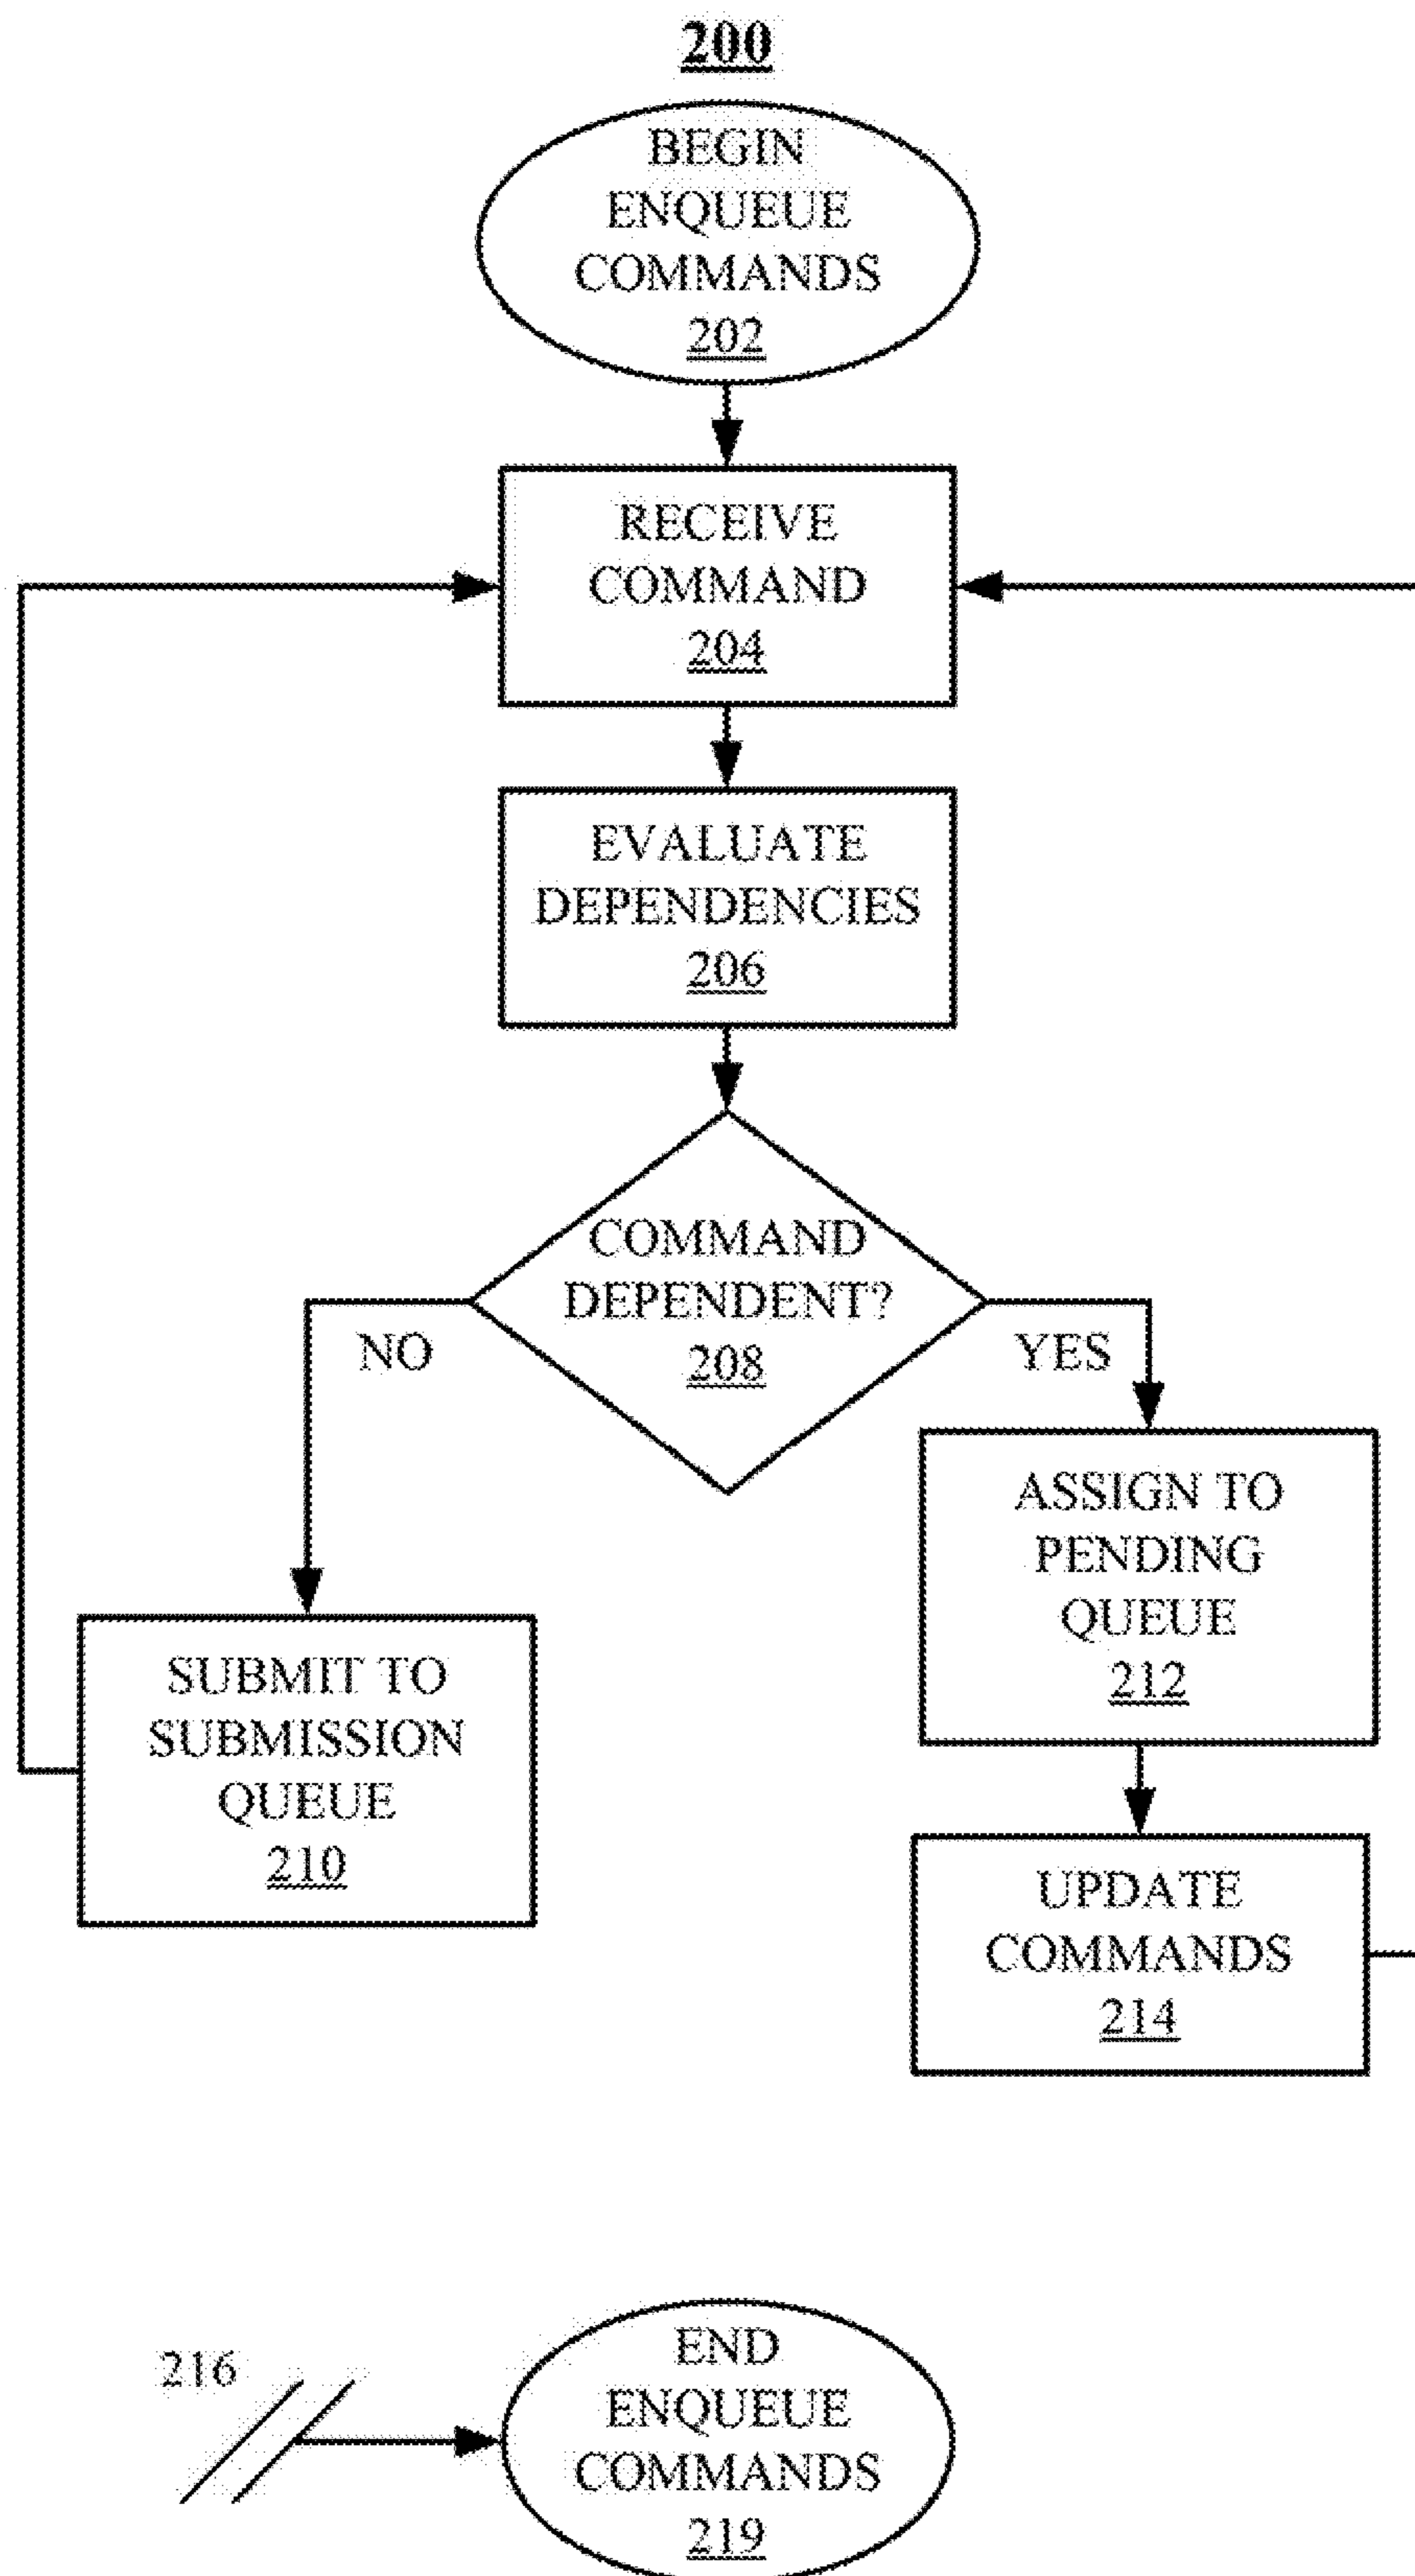 200
BEGIN
ENQUEUE
COMMANDS
202
RECEIVE
COMMAND
204
EVALUATE
DEPENDENCIES
206
COMMAND
DEPENDENT?
208
NO
YES
ASSIGN TO
PENDING
QUEUE
212
SUBMIT TO
SUBMISSION
QUEUE
210
UPDATE
COMMANDS
214
216
END
ENQUEUE
COMMANDS
219